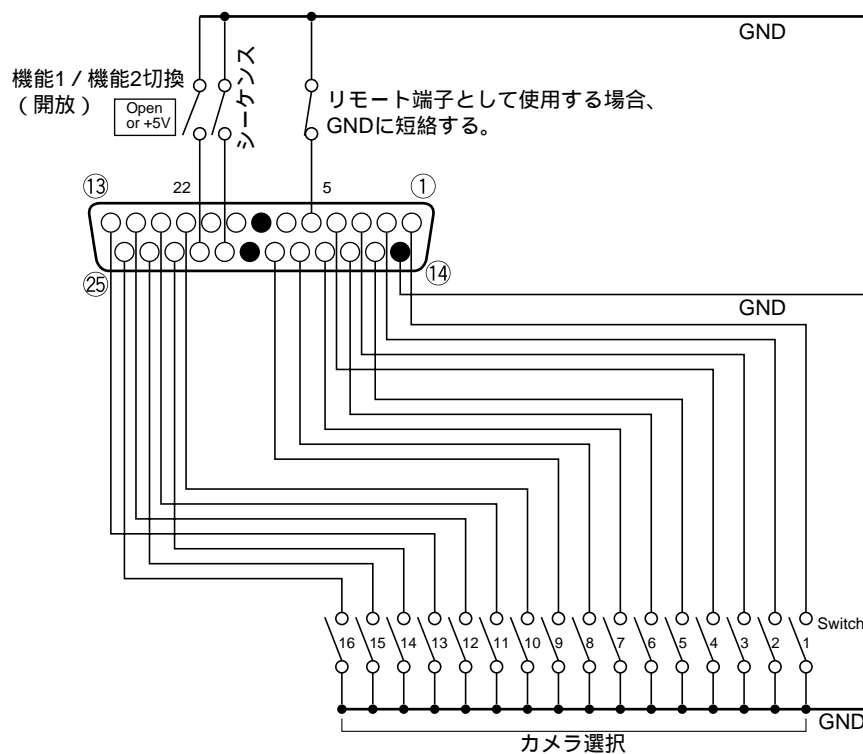 GND
機能1 / 機能2切換
（開放）
Open
or +5V
シーケンス
リモート端子として使用する場合、
GNDに短絡する。
⑬
22
5
①
㉕
⑭
GND
16 15 14 13 12 11 10 9 8 7 6 5 4 3 2 1
Switch
GND
カメラ選択